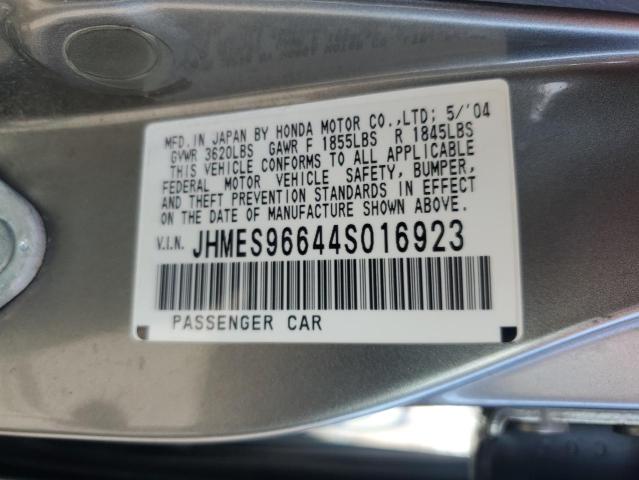 MFD. IN JAPAN BY HONDA MOTOR CO.,LTD; 5/'04
GVWR 3620LBS GAWR F 1855LBS R 1845LBS
THIS VEHICLE CONFORMS TO ALL APPLICABLE
FEDERAL MOTOR VEHICLE SAFETY, BUMPER,
AND THEFT PREVENTION STANDARDS IN EFFECT
ON THE DATE OF MANUFACTURE SHOWN ABOVE.
V.I.N. JHMES96644S016923
PASSENGER CAR